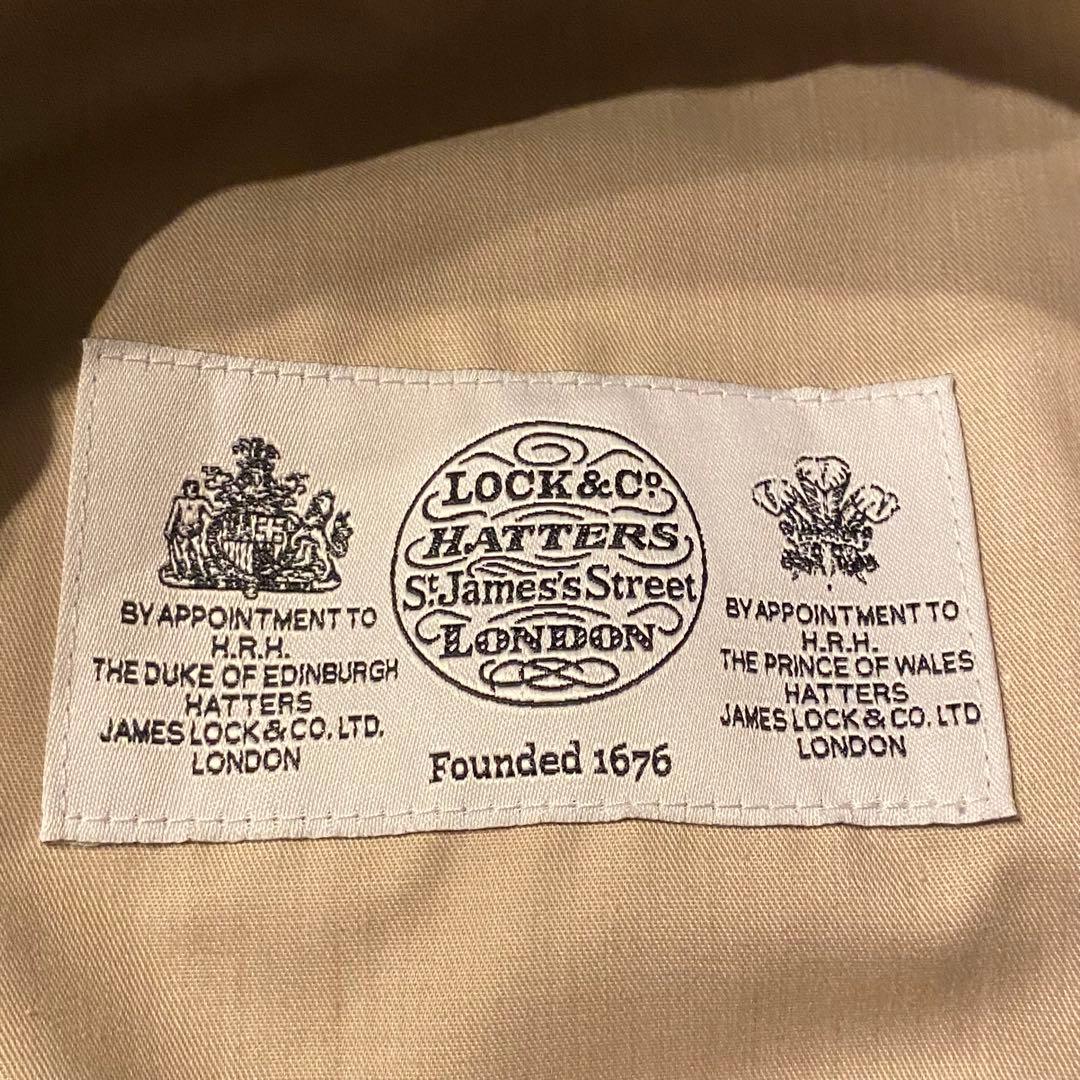 BY APPOINTMENT TO
H.R.H.
THE DUKE OF EDINBURGH
HATTERS
JAMES LOCK & CO. LTD.
LONDON
LOCK & Co.
HATTERS
St. James's Street
LONDON
Founded 1676
BY APPOINTMENT TO
H.R.H.
THE PRINCE OF WALES
HATTERS
JAMES LOCK & CO. LTD
LONDON